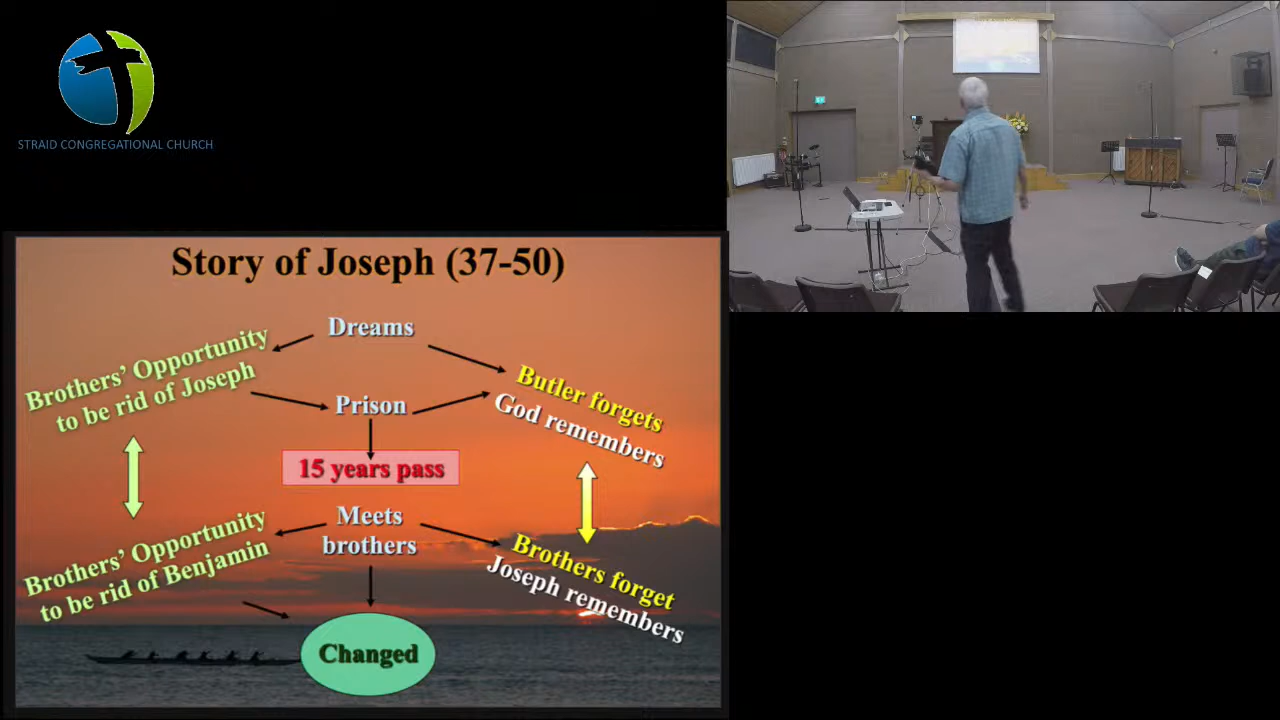 STRAID CONGREGATIONAL CHURCH
Story of Joseph (37-50)
Dreams
Brothers' Opportunity
to be rid of Joseph
Butler forgets
God remembers
Prison
15 years pass
Meets
brothers
Brothers' Opportunity
to be rid of Benjamin
Brothers forget
Joseph remembers
Changed